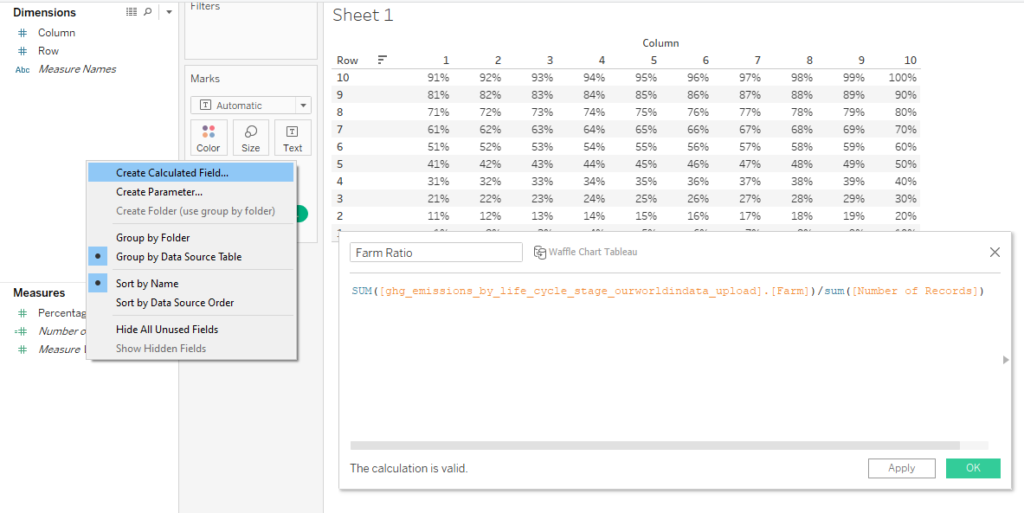 Dimensions
Column
Row
Abc Measure Names
Filters
Marks
Automatic
Color Size Text
Create Calculated Field...
Create Parameter...
Create Folder (use group by folder)
Group by Folder
Group by Data Source Table
Sort by Name
Sort by Data Source Order
Hide All Unused Fields
Show Hidden Fields
Measures
Percentag
Number o
Measure
Sheet 1
Column
Row 1 2 3 4 5 6 7 8 9 10
10 91% 92% 93% 94% 95% 96% 97% 98% 99% 100%
9 81% 82% 83% 84% 85% 86% 87% 88% 89% 90%
8 71% 72% 73% 74% 75% 76% 77% 78% 79% 80%
7 61% 62% 63% 64% 65% 66% 67% 68% 69% 70%
6 51% 52% 53% 54% 55% 56% 57% 58% 59% 60%
5 41% 42% 43% 44% 45% 46% 47% 48% 49% 50%
4 31% 32% 33% 34% 35% 36% 37% 38% 39% 40%
3 21% 22% 23% 24% 25% 26% 27% 28% 29% 30%
2 11% 12% 13% 14% 15% 16% 17% 18% 19% 20%
Farm Ratio
Waffle Chart Tableau
SUM([ghg_emissions_by_life_cycle_stage_ourworldindata_upload].[Farm])/sum([Number of Records])
The calculation is valid.
Apply OK